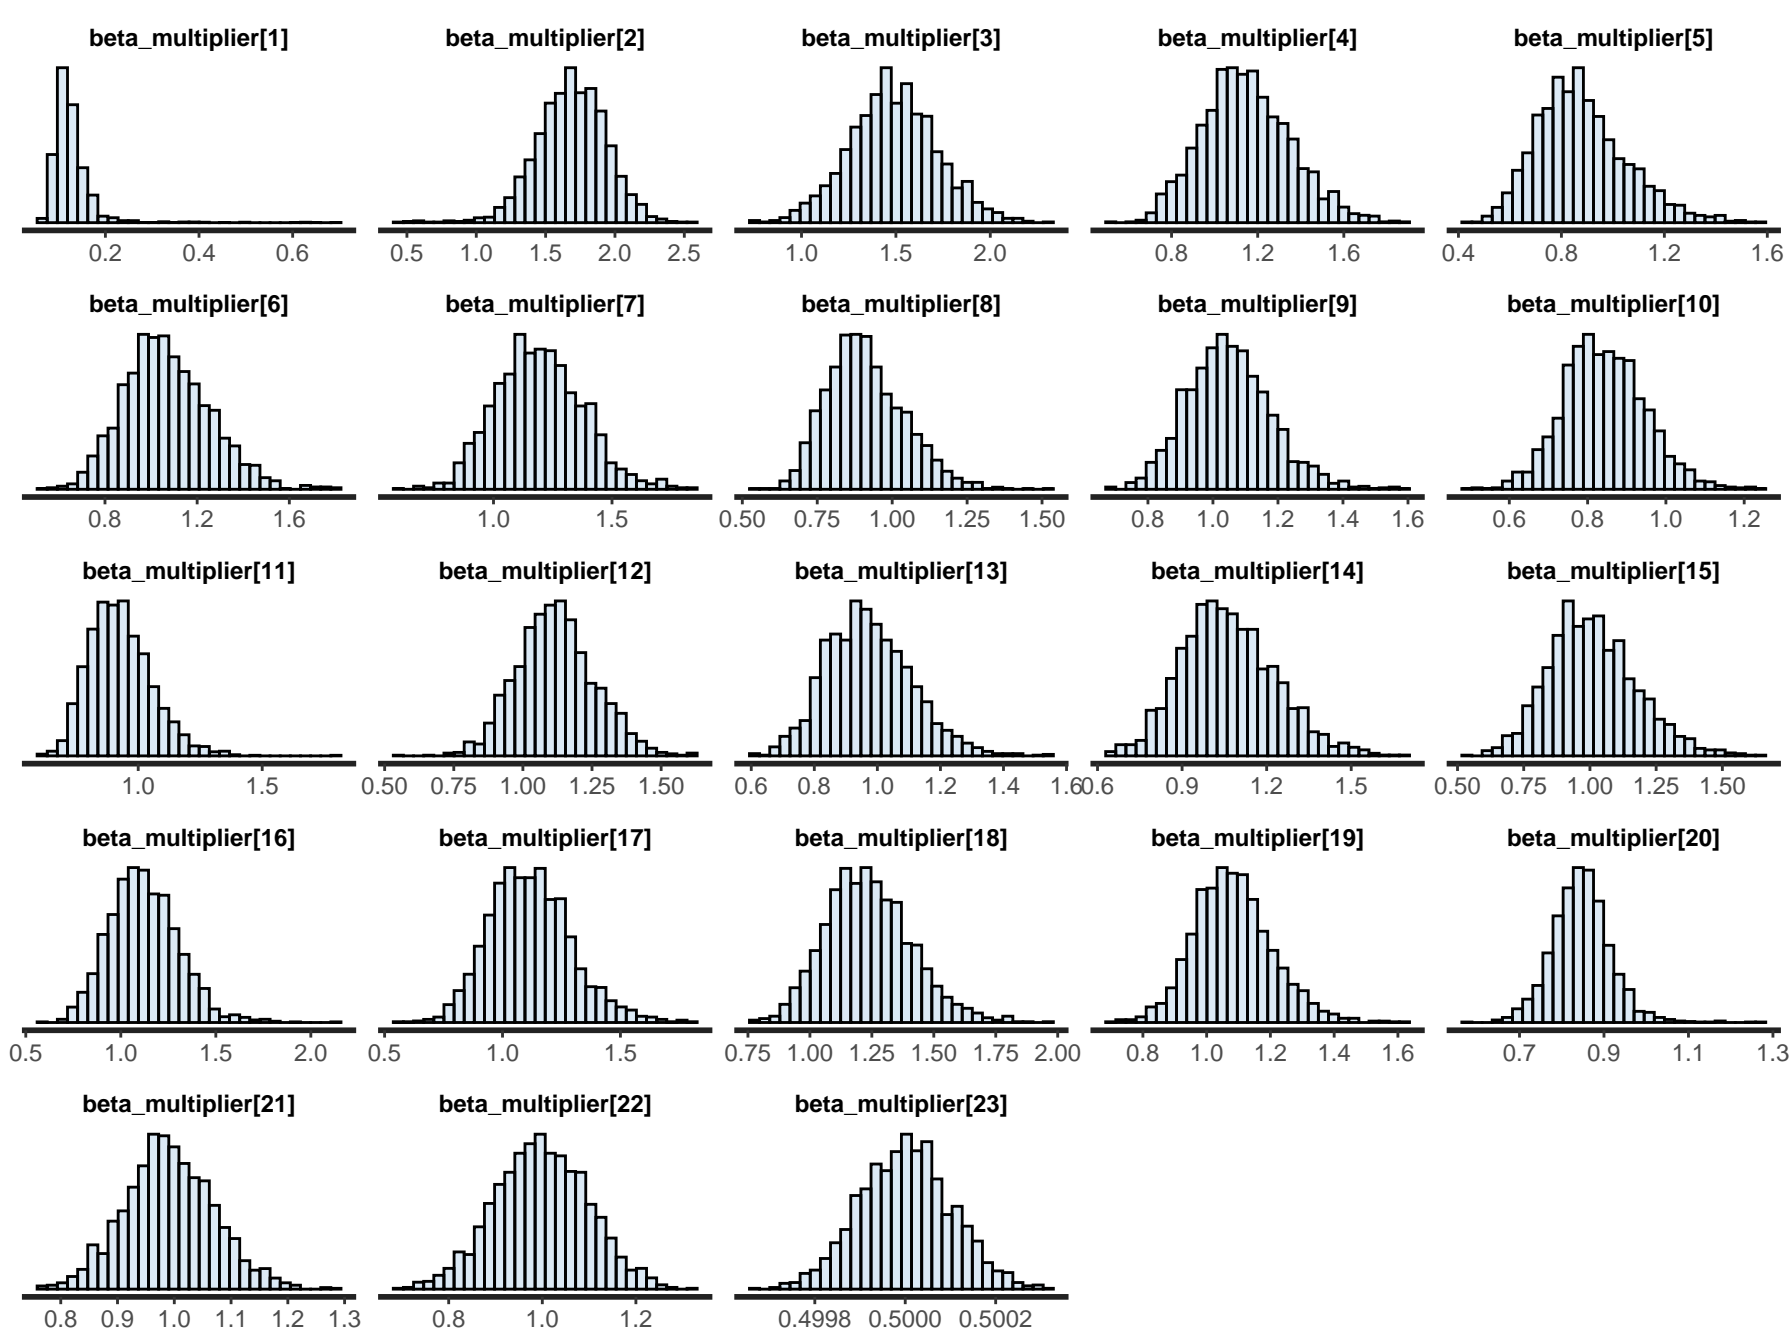 beta_multiplier[1] beta_multiplier[2] beta_multiplier[3] beta_multiplier[4] beta_multiplier[5]
0.2 0.4 0.6 0.5 1.0 1.5 2.0 2.5 1.0 1.5 2.0 0.8 1.2 1.6 0.4 0.8 1.2 1.6
beta_multiplier[6] beta_multiplier[7] beta_multiplier[8] beta_multiplier[9] beta_multiplier[10]
0.8 1.2 1.6 1.0 1.5 0.50 0.75 1.00 1.25 1.50 0.8 1.0 1.2 1.4 1.6 0.6 0.8 1.0 1.2
beta_multiplier[11] beta_multiplier[12] beta_multiplier[13] beta_multiplier[14] beta_multiplier[15]
1.0 1.5 0.50 0.75 1.00 1.25 1.50 0.6 0.8 1.0 1.2 1.4 1.6 0.6 0.9 1.2 1.5 0.50 0.75 1.00 1.25 1.50
beta_multiplier[16] beta_multiplier[17] beta_multiplier[18] beta_multiplier[19] beta_multiplier[20]
0.5 1.0 1.5 2.0 0.5 1.0 1.5 0.75 1.00 1.25 1.50 1.75 2.00 0.8 1.0 1.2 1.4 1.6 0.7 0.9 1.1 1.3
beta_multiplier[21] beta_multiplier[22] beta_multiplier[23]
0.8 0.9 1.0 1.1 1.2 1.3 0.8 1.0 1.2 0.4998 0.5000 0.5002